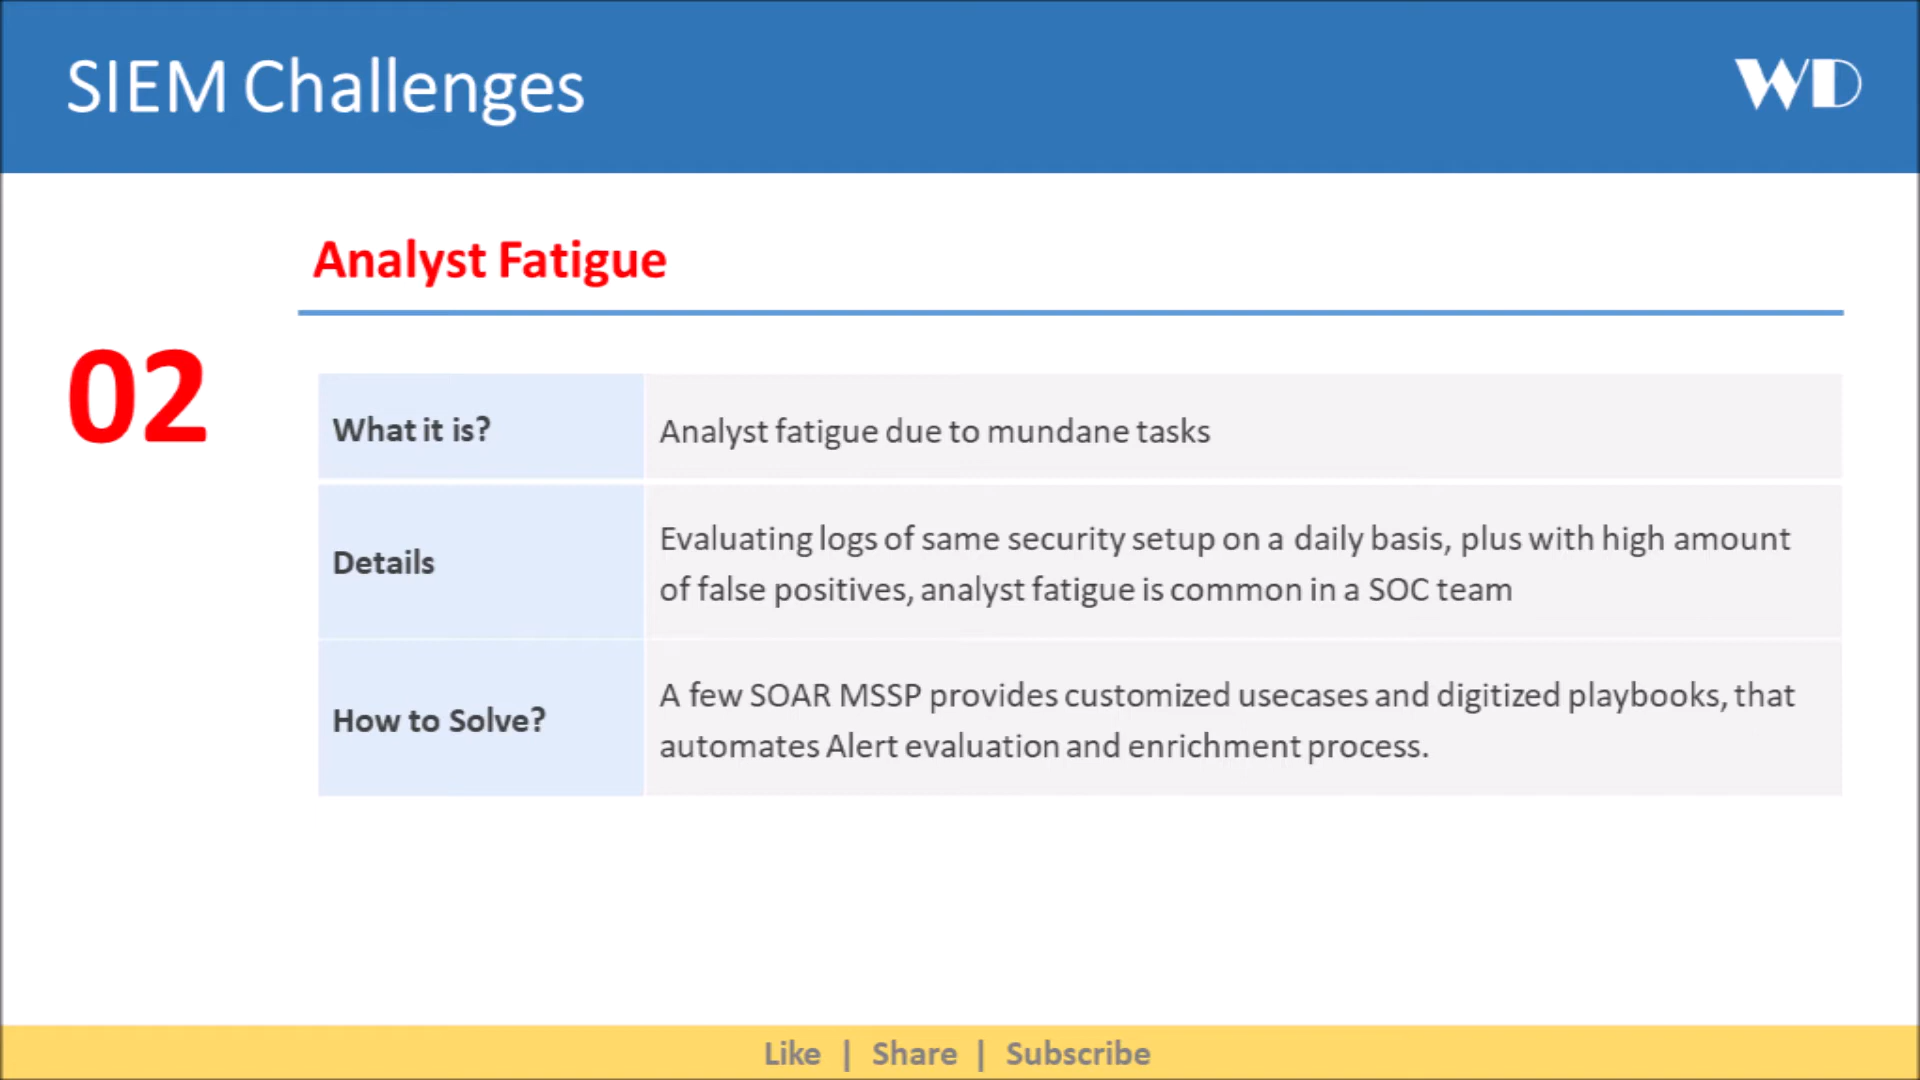 SIEM Challenges
WD
Analyst Fatigue
02
What it is?
Analyst fatigue due to mundane tasks
Details
Evaluating logs of same security setup on a daily basis, plus with high amount
of false positives, analyst fatigue is common in a SOC team
How to Solve?
A few SOAR MSSP provides customized usecases and digitized playbooks, that
automates Alert evaluation and enrichment process.
Like | Share | Subscribe